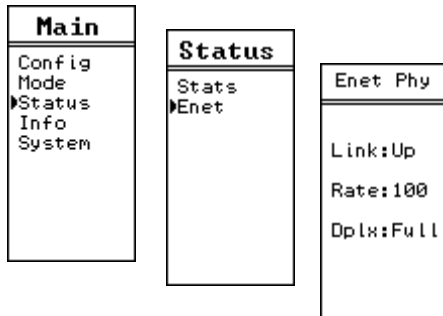 Main
Config
Mode
Status
Info
System
Status
Stats
Enet
Enet Phy
Link:Up
Rate:100
Dplx:Full